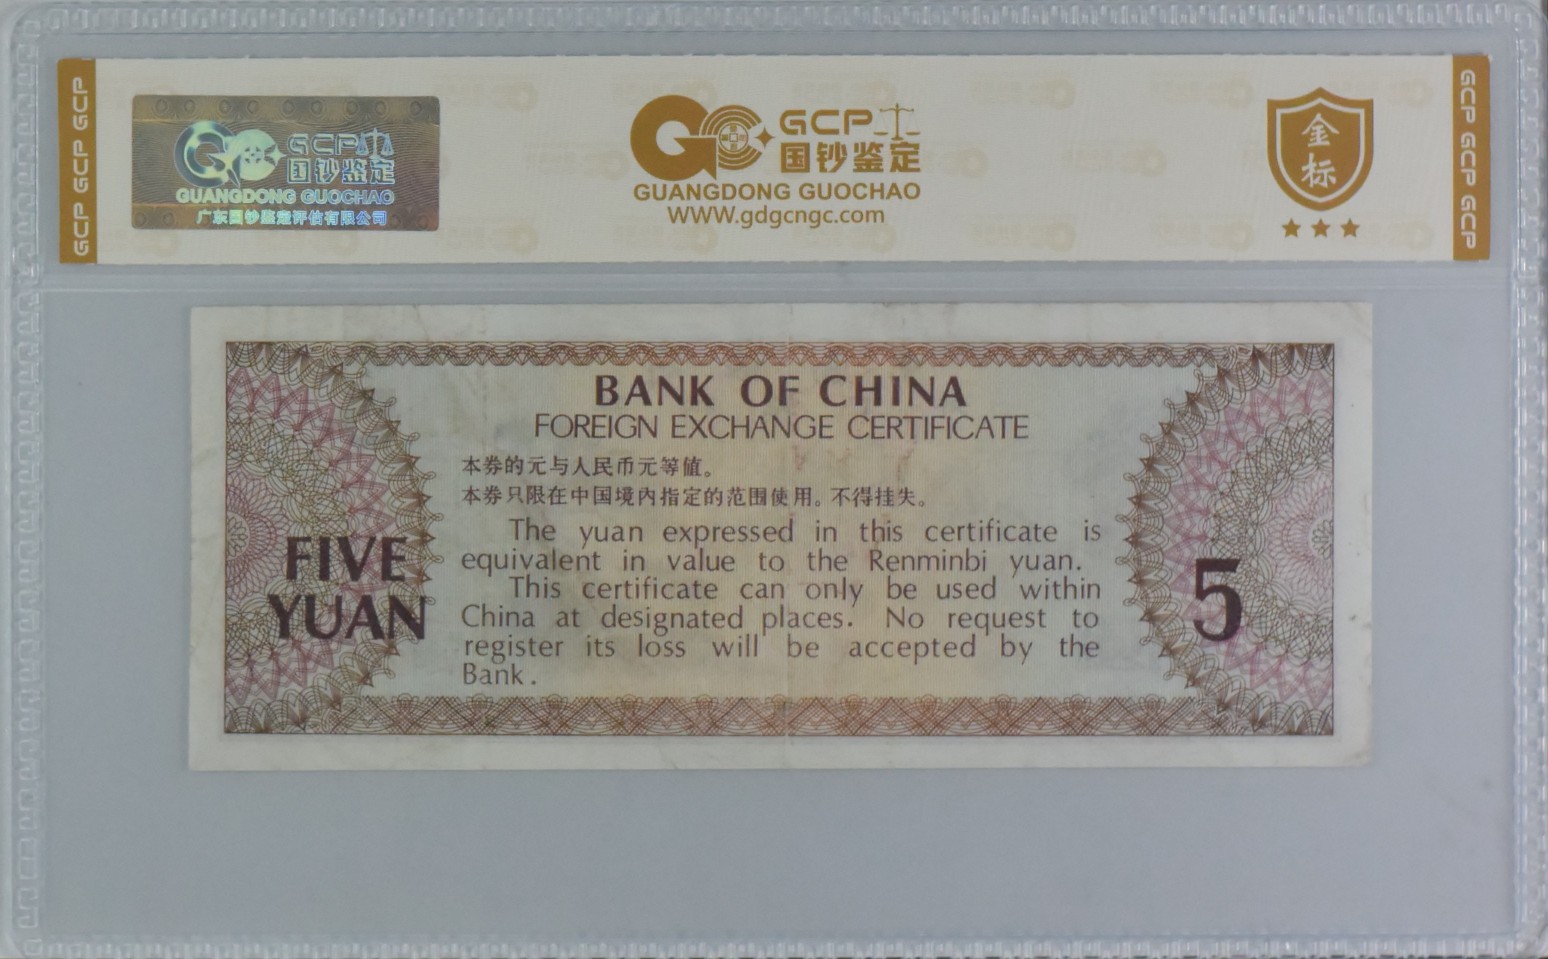 GCP GCP GCP
GCP
国钞鉴定
GUANGDONG GUOCHAO
广东国钞鉴定评估有限公司
GCP
国钞鉴定
GUANGDONG GUOCHAO
WWW.gdgcngc.com
金
标
GCP GCP GCP
BANK OF CHINA
FOREIGN EXCHANGE CERTIFICATE
本券的元与人民币元等值。
本券只限在中国境内指定的范围使用。不得挂失。
The yuan expressed in this certificate is
equivalent in value to the Renminbi yuan.
This certificate can only be used within
China at designated places. No request to
register its loss will be accepted by the
Bank.
FIVE
YUAN
5